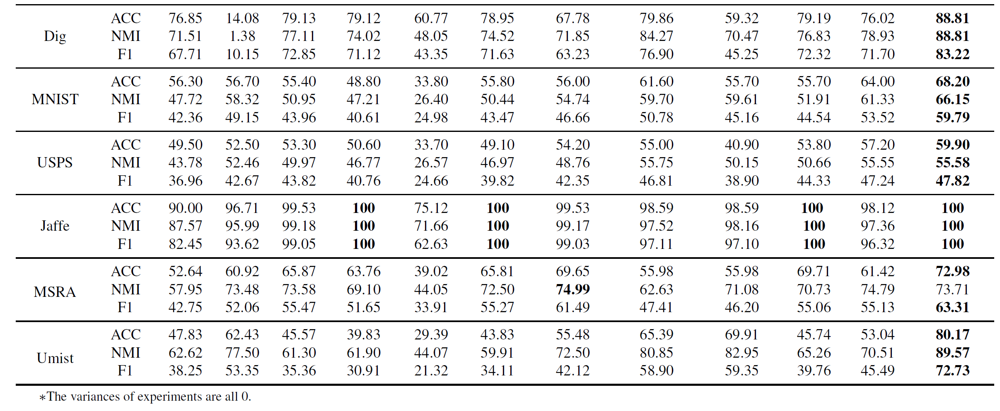 ACC 76.85 14.08 79.13 79.12 60.77 78.95 67.78 79.86 59.32 79.19 76.02 88.81
Dig NMI 71.51 1.38 77.11 74.02 48.05 74.52 71.85 84.27 70.47 76.83 78.93 88.81
F1 67.71 10.15 72.85 71.12 43.35 71.63 63.23 76.90 45.25 72.32 71.70 83.22
ACC 56.30 56.70 55.40 48.80 33.80 55.80 56.00 61.60 55.70 55.70 64.00 68.20
MNIST NMI 47.72 58.32 50.95 47.21 26.40 50.44 54.74 59.70 59.61 51.91 61.33 66.15
F1 42.36 49.15 43.96 40.61 24.98 43.47 46.66 50.78 45.16 44.54 53.52 59.79
ACC 49.50 52.50 53.30 50.60 33.70 49.10 54.20 55.00 40.90 53.80 57.20 59.90
USPS NMI 43.78 52.46 49.97 46.77 26.57 46.97 48.76 55.75 50.15 50.66 55.55 55.58
F1 36.96 42.67 43.82 40.76 24.66 39.82 42.35 46.81 38.90 44.33 47.24 47.82
ACC 90.00 96.71 99.53 100 75.12 100 99.53 98.59 98.59 100 98.12 100
Jaffe NMI 87.57 95.99 99.18 100 71.66 100 99.17 97.52 98.16 100 97.36 100
F1 82.45 93.62 99.05 100 62.63 100 99.03 97.11 97.10 100 96.32 100
ACC 52.64 60.92 65.87 63.76 39.02 65.81 69.65 55.98 55.98 69.71 61.42 72.98
MSRA NMI 57.95 73.48 73.58 69.10 44.05 72.50 74.99 62.63 71.08 70.73 74.79 73.71
F1 42.75 52.06 55.47 51.65 33.91 55.27 61.49 47.41 46.20 55.06 55.13 63.31
ACC 47.83 62.43 45.57 39.83 29.39 43.83 55.48 65.39 69.91 45.74 53.04 80.17
Umist NMI 62.62 77.50 61.30 61.90 44.07 59.91 72.50 80.85 82.95 65.26 70.51 89.57
F1 38.25 53.35 35.36 30.91 21.32 34.11 42.12 58.90 59.35 39.76 45.49 72.73
∗The variances of experiments are all 0.